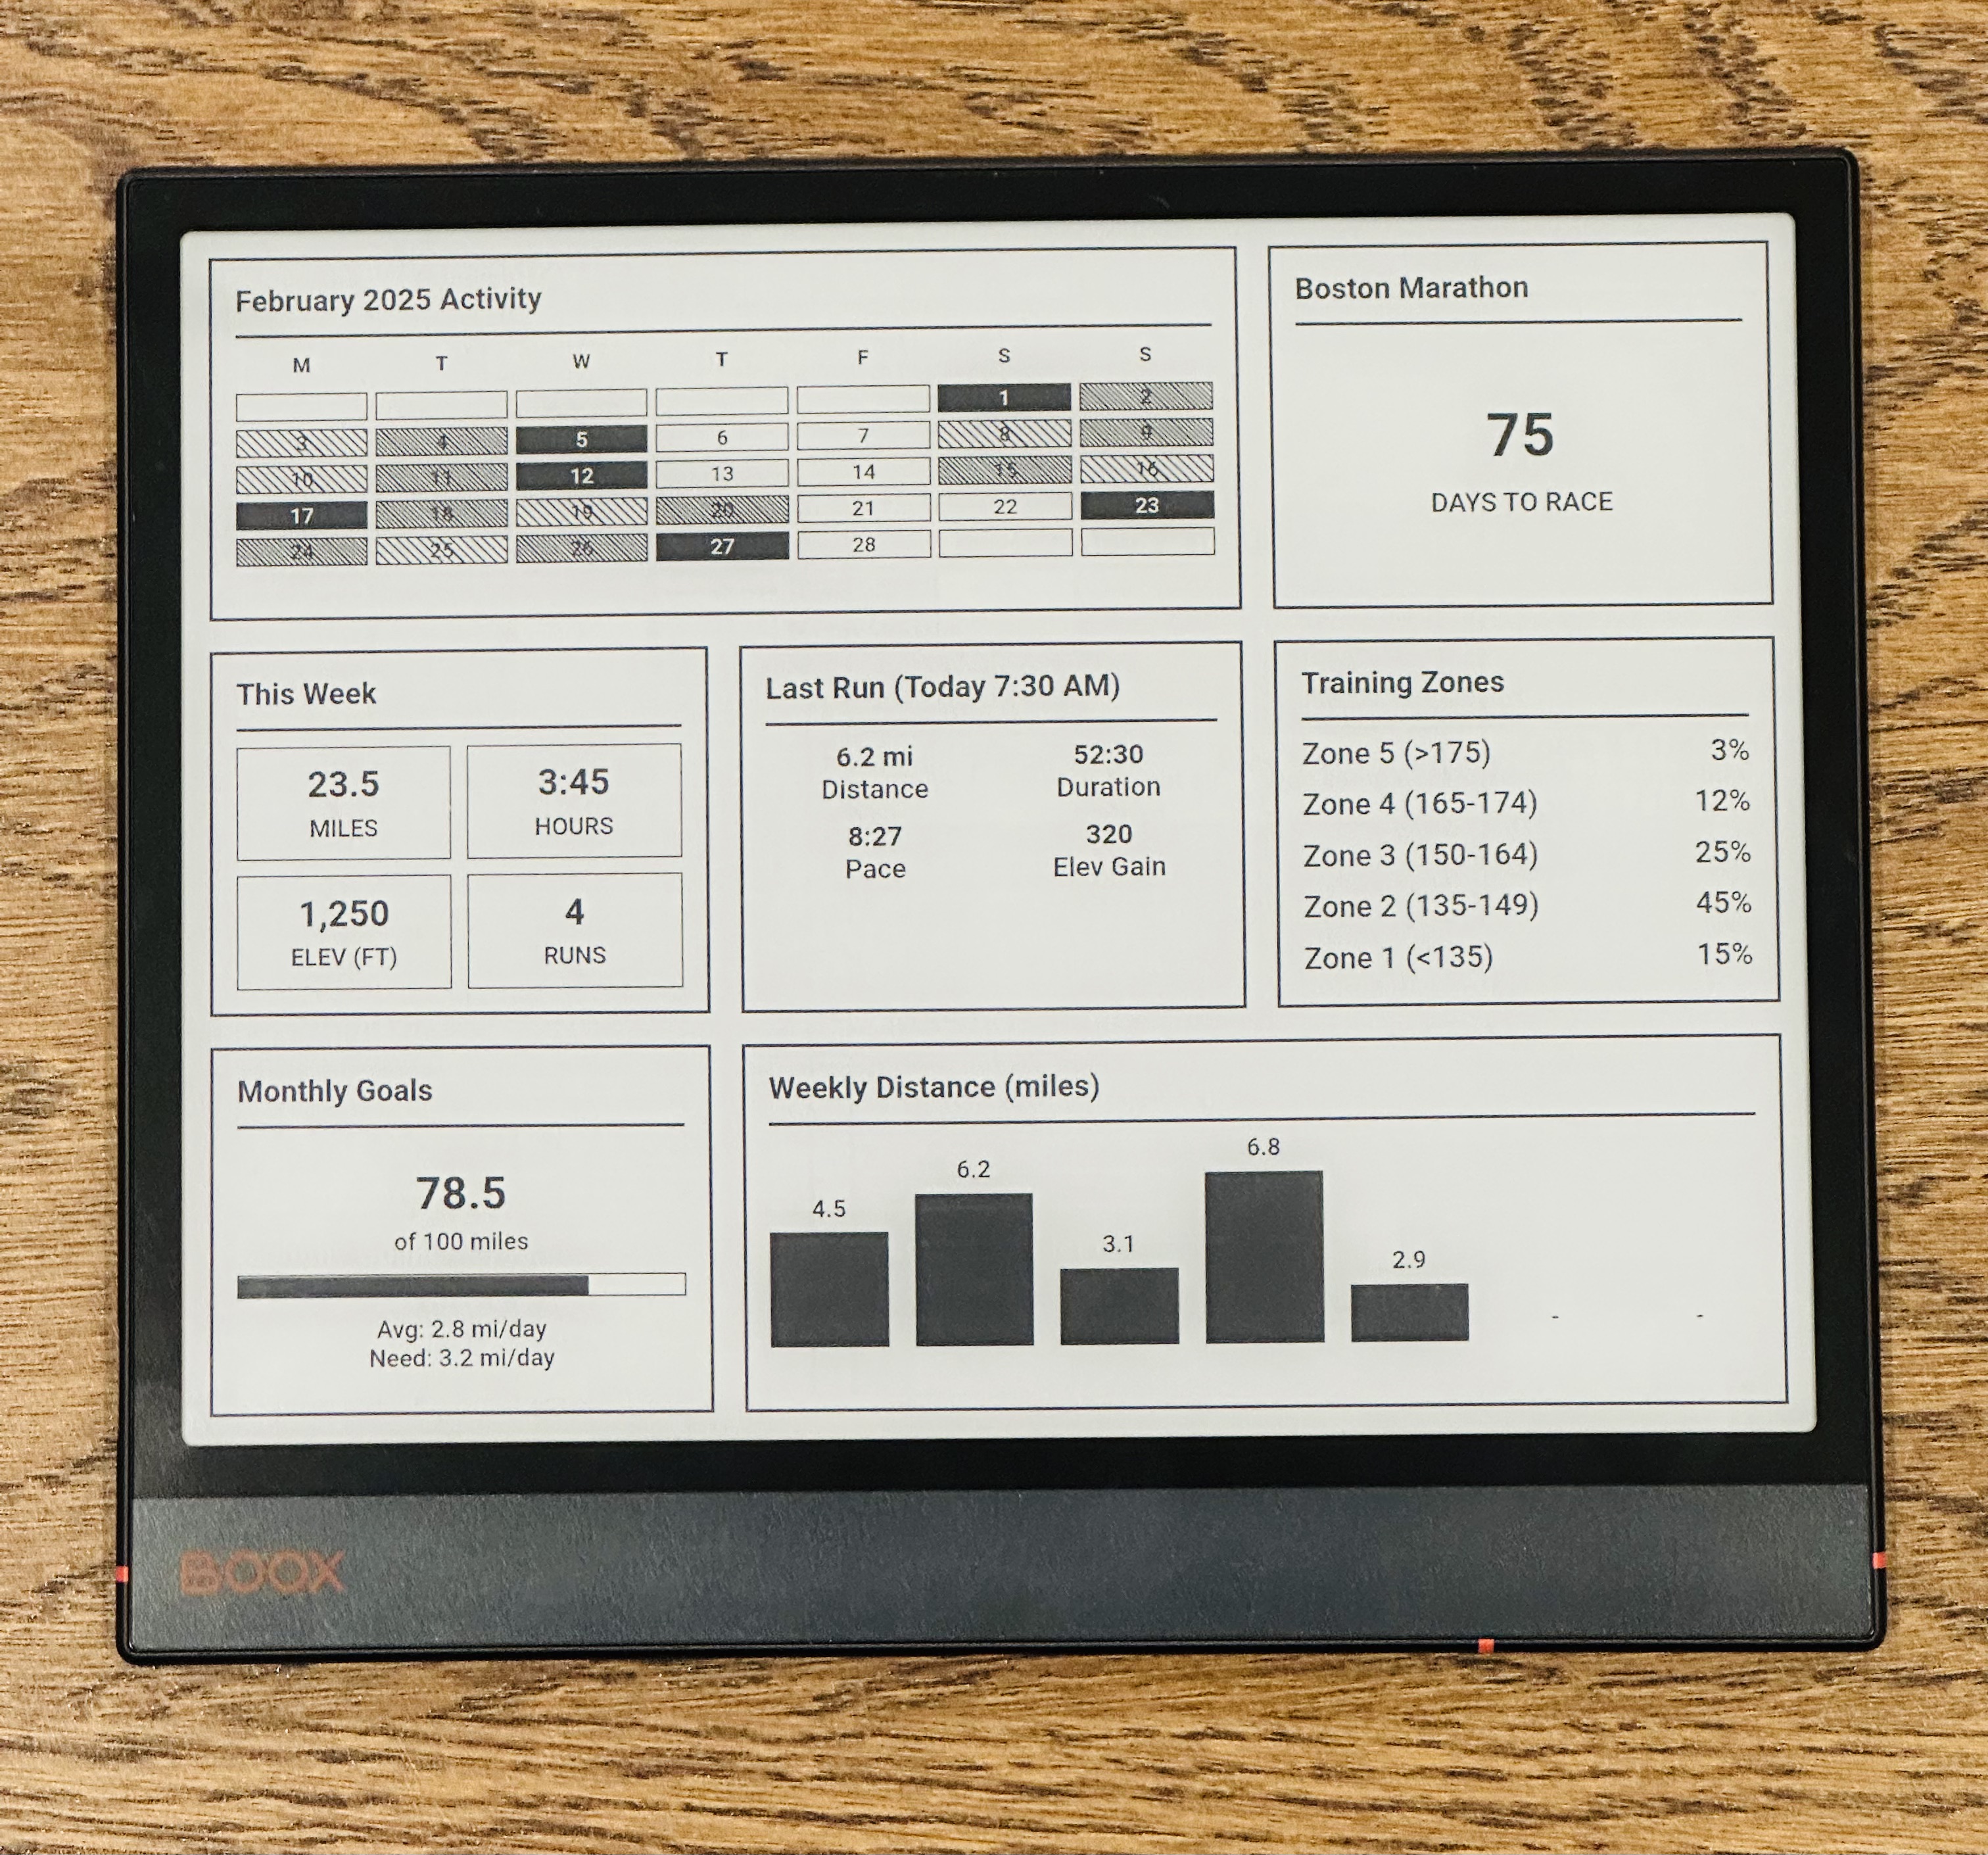 February 2025 Activity
M T W T F S S
1 2
3 4 5 6 7 8 9
10 11 12 13 14 15 16
17 18 19 20 21 22 23
24 25 26 27 28
Boston Marathon
75
DAYS TO RACE
This Week
23.5
MILES
3:45
HOURS
1,250
ELEV (FT)
4
RUNS
Last Run (Today 7:30 AM)
6.2 mi
Distance
52:30
Duration
8:27
Pace
320
Elev Gain
Training Zones
Zone 5 (>175) 3%
Zone 4 (165-174) 12%
Zone 3 (150-164) 25%
Zone 2 (135-149) 45%
Zone 1 (<135) 15%
Monthly Goals
78.5
of 100 miles
Avg: 2.8 mi/day
Need: 3.2 mi/day
Weekly Distance (miles)
4.5 6.2 3.1 6.8 2.9 - -
BOOX